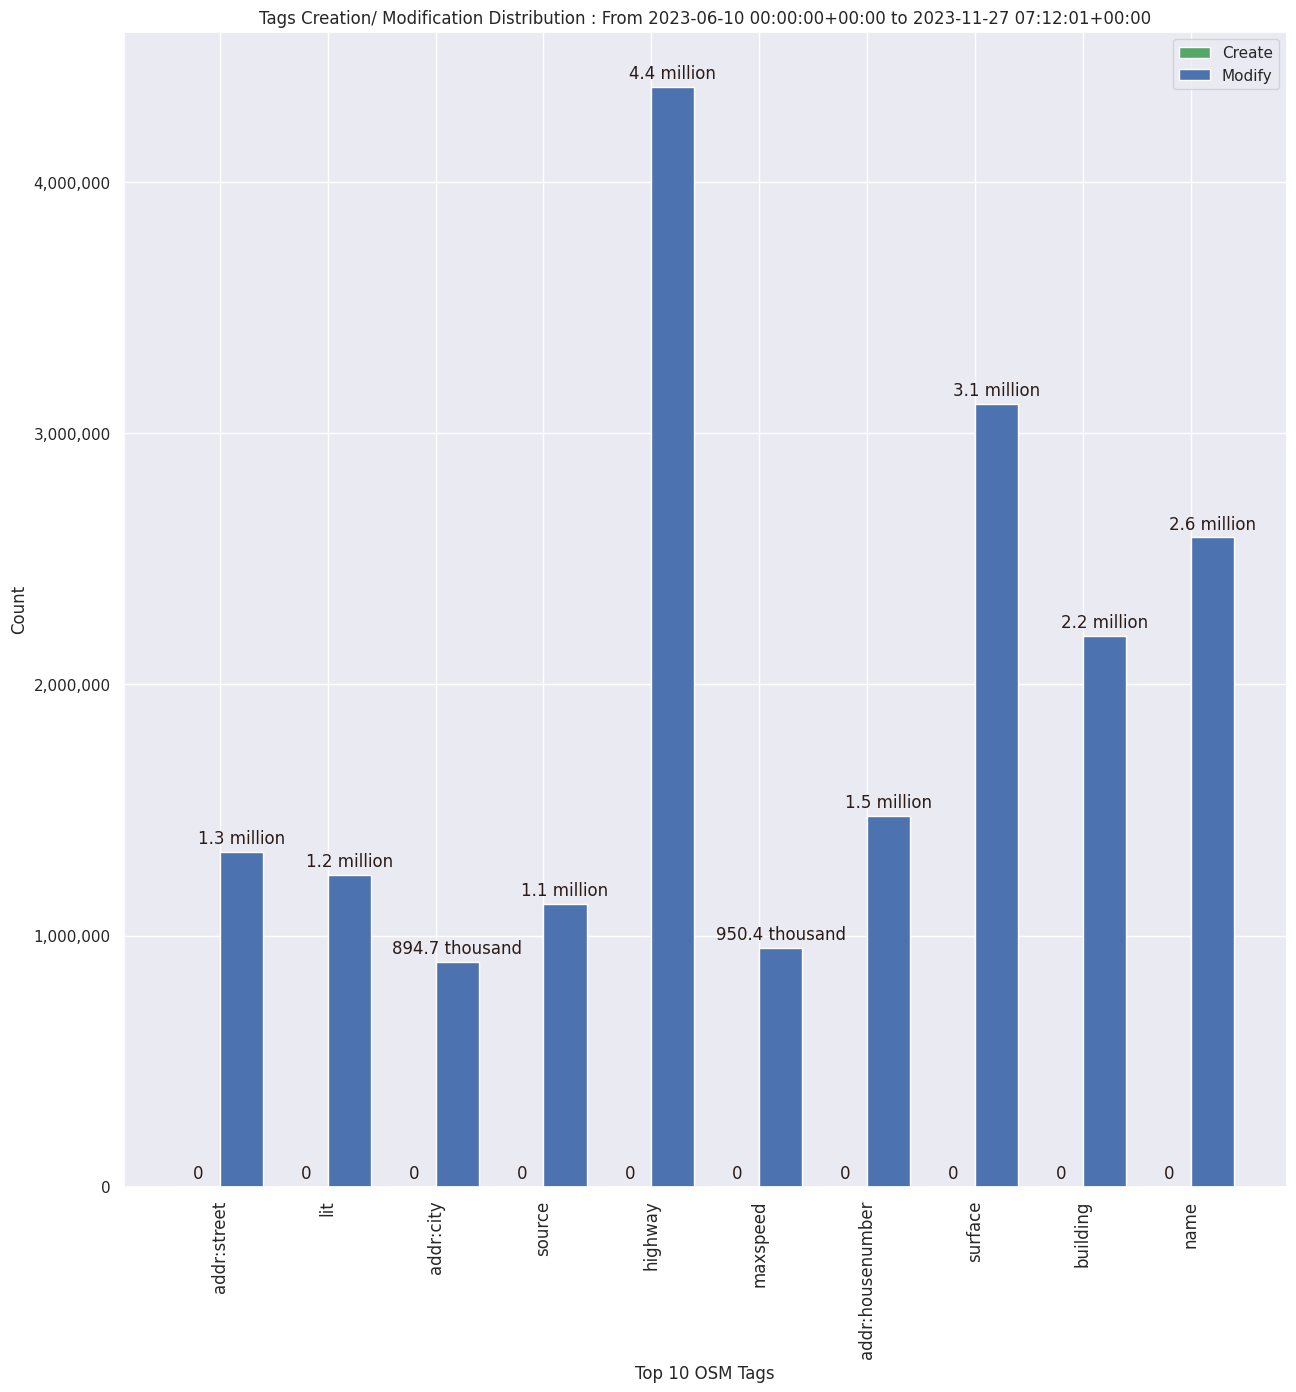 Tags Creation/ Modification Distribution : From 2023-06-10 00:00:00+00:00 to 2023-11-27 07:12:01+00:00
Create
Modify
4.4 million
4,000,000
3.1 million
3,000,000
2.6 million
2.2 million
2,000,000
1.5 million
1.3 million
1.2 million
1.1 million
950.4 thousand
894.7 thousand
1,000,000
Count
0
0 0 0 0 0 0 0 0 0 0
addr:street
lit
addr:city
source
highway
maxspeed
addr:housenumber
surface
building
name
Top 10 OSM Tags